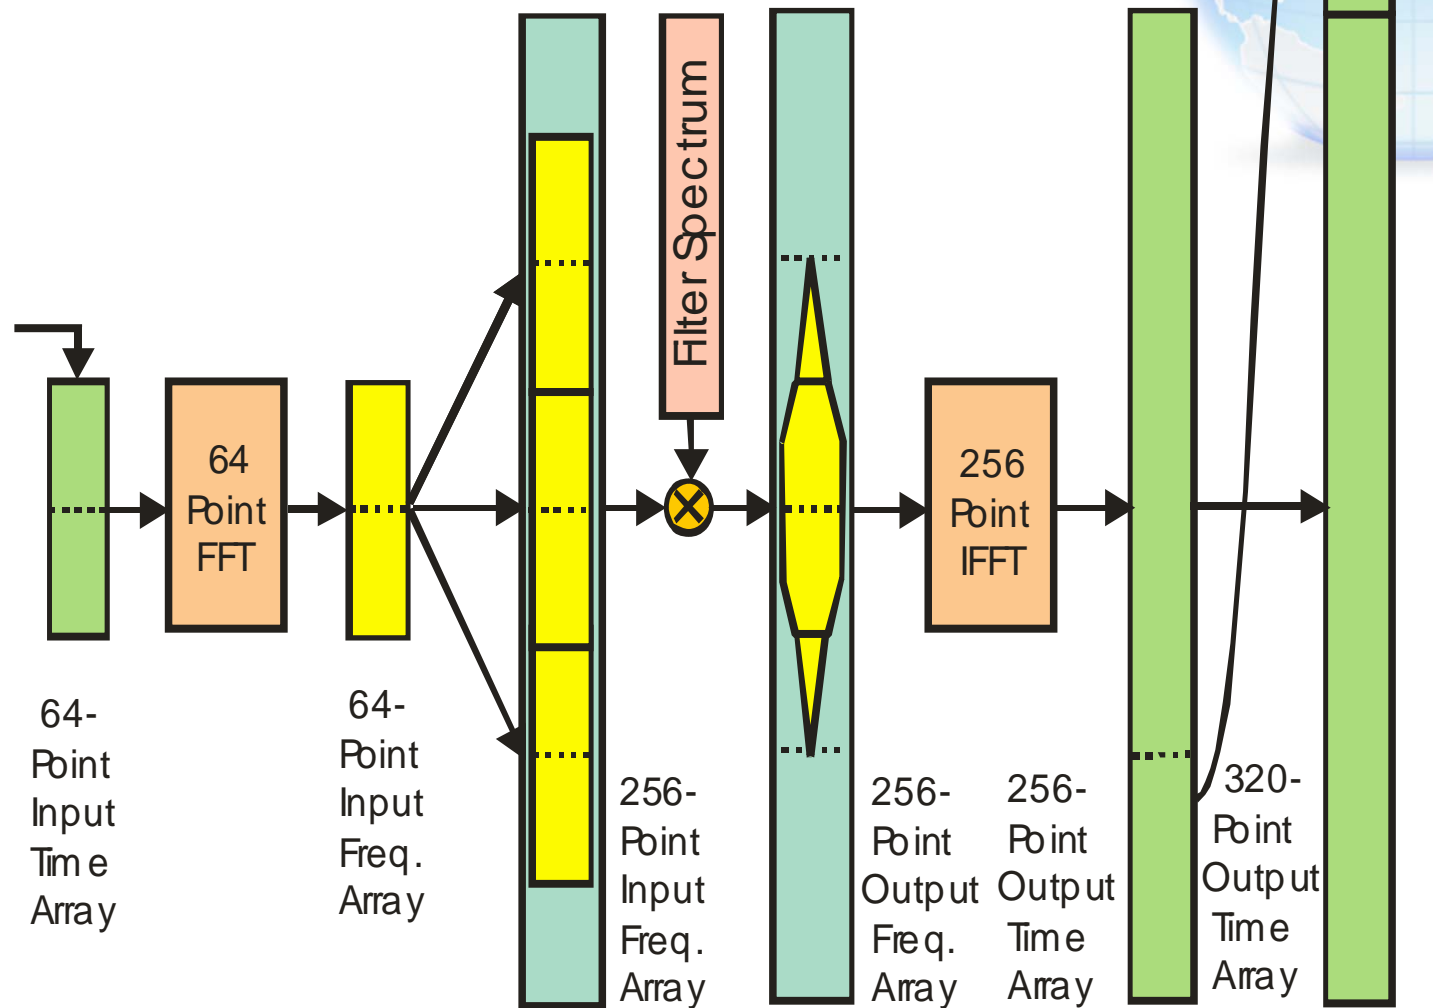 Filter Spectrum
64
Point
FFT
256
Point
IFFT
64-
Point
Input
Time
Array
64-
Point
Input
Freq.
Array
256-
Point
Input
Freq.
Array
256-
Point
Output
Freq.
Array
256-
Point
Output
Time
Array
320-
Point
Output
Time
Array